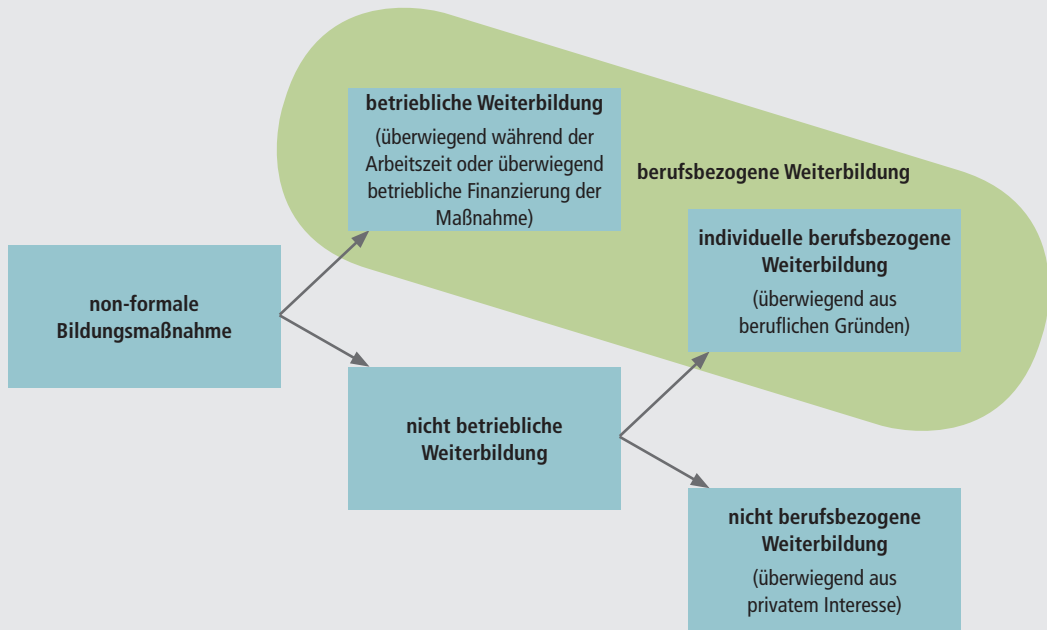 betriebliche Weiterbildung
(überwiegend während der
Arbeitszeit oder überwiegend
betriebliche Finanzierung der
Maßnahme)
berufsbezogene Weiterbildung
individuelle berufsbezogene
Weiterbildung
(überwiegend aus
beruflichen Gründen)
non-formale
Bildungsmaßnahme
nicht betriebliche
Weiterbildung
nicht berufsbezogene
Weiterbildung
(überwiegend aus
privatem Interesse)